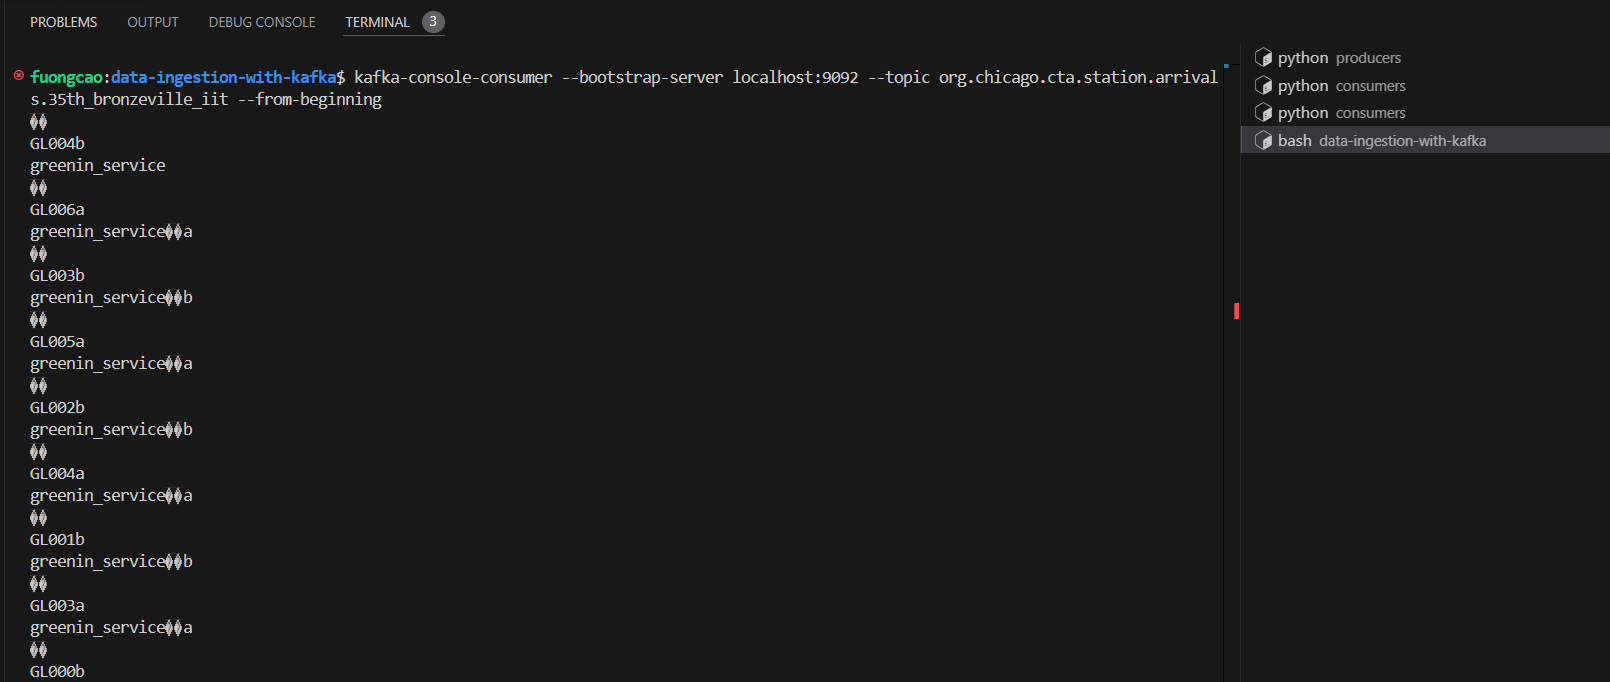 PROBLEMS OUTPUT DEBUG CONSOLE TERMINAL 3
fuongcao:data-ingestion-with-kafka$ kafka-console-consumer --bootstrap-server localhost:9092 --topic org.chicago.cta.station.arrival
s.35th_bronzeville_iit --from-beginning
��
GL004b
greenin_service
��
GL006a
greenin_service��a
��
GL003b
greenin_service��b
��
GL005a
greenin_service��a
��
GL002b
greenin_service��b
��
GL004a
greenin_service��a
��
GL001b
greenin_service��b
��
GL003a
greenin_service��a
��
GL000b
python producers
python consumers
python consumers
bash data-ingestion-with-kafka